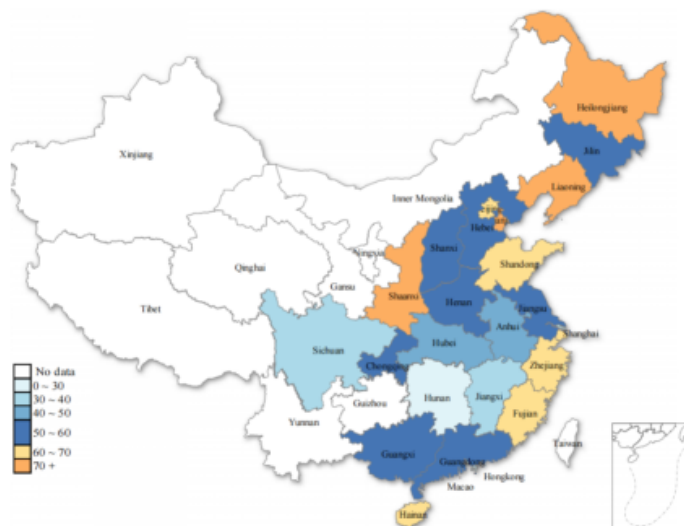 Heilongjiang
Jilin
Xinjiang
Liaoning
Inner Mongolia
Hebei
Shanxi
Ningxia
Shandong
Qinghai
Gansu
Shaanxi
Henan
Jiangsu
Tibet
Anhui
Shanghai
Hubei
Sichuan
Chongqing
Zhejiang
Hunan
Jiangxi
Guizhou
Fujian
Yunnan
Taiwan
Guangxi
Guangdong
Hongkong
Macao
Hainan
No data
0 ~ 30
30 ~ 40
40 ~ 50
50 ~ 60
60 ~ 70
70 +